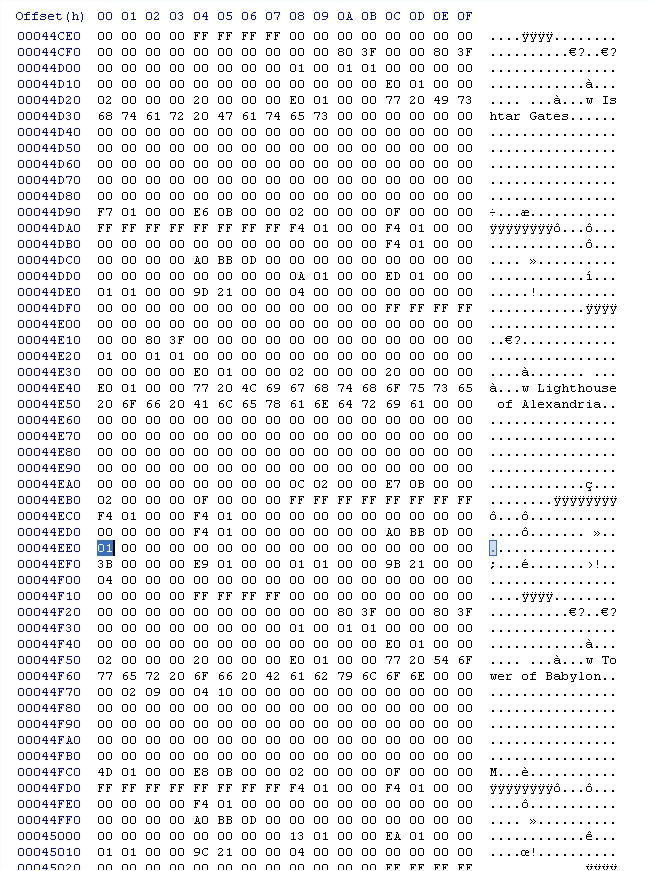 Offset(h) 00 01 02 03 04 05 06 07 08 09 0A 0B 0C 0D 0E 0F
00044CE0 00 00 00 00 FF FF FF FF 00 00 00 00 00 00 00 00 ....ÿÿÿÿ........
00044CF0 00 00 00 00 00 00 00 00 00 00 80 3F 00 00 80 3F ..........€?..€?
00044D00 00 00 00 00 00 00 00 00 01 00 01 01 00 00 00 00 ................
00044D10 00 00 00 00 00 00 00 00 00 00 00 00 E0 01 00 00 ............à...
00044D20 02 00 00 00 20 00 00 00 E0 01 00 00 77 20 49 73 .... ...à...w Is
00044D30 68 74 61 72 20 47 61 74 65 73 00 00 00 00 00 00 htar Gates......
00044D40 00 00 00 00 00 00 00 00 00 00 00 00 00 00 00 00 ................
00044D50 00 00 00 00 00 00 00 00 00 00 00 00 00 00 00 00 ................
00044D60 00 00 00 00 00 00 00 00 00 00 00 00 00 00 00 00 ................
00044D70 00 00 00 00 00 00 00 00 00 00 00 00 00 00 00 00 ................
00044D80 00 00 00 00 00 00 00 00 00 00 00 00 00 00 00 00 ................
00044D90 F7 01 00 00 E6 0B 00 00 02 00 00 00 0F 00 00 00 ÷...æ...........
00044DA0 FF FF FF FF FF FF FF FF F4 01 00 00 F4 01 00 00 ÿÿÿÿÿÿÿÿô...ô...
00044DB0 00 00 00 00 00 00 00 00 00 00 00 00 F4 01 00 00 ............ô...
00044DC0 00 00 00 00 A0 BB 0D 00 00 00 00 00 00 00 00 00 .... »..........
00044DD0 00 00 00 00 00 00 00 00 0A 01 00 00 ED 01 00 00 ............í...
00044DE0 01 01 00 00 9D 21 00 00 04 00 00 00 00 00 00 00 .....!..........
00044DF0 00 00 00 00 00 00 00 00 00 00 00 00 FF FF FF FF ............ÿÿÿÿ
00044E00 00 00 00 00 00 00 00 00 00 00 00 00 00 00 00 00 ................
00044E10 00 00 80 3F 00 00 00 00 00 00 00 00 00 00 00 00 ..€?............
00044E20 01 00 01 01 00 00 00 00 00 00 00 00 00 00 00 00 ................
00044E30 00 00 00 00 E0 01 00 00 02 00 00 00 20 00 00 00 ....à....... ...
00044E40 E0 01 00 00 77 20 4C 69 67 68 74 68 6F 75 73 65 à...w Lighthouse
00044E50 20 6F 66 20 41 6C 65 78 61 6E 64 72 69 61 00 00 of Alexandria..
00044E60 00 00 00 00 00 00 00 00 00 00 00 00 00 00 00 00 ................
00044E70 00 00 00 00 00 00 00 00 00 00 00 00 00 00 00 00 ................
00044E80 00 00 00 00 00 00 00 00 00 00 00 00 00 00 00 00 ................
00044E90 00 00 00 00 00 00 00 00 00 00 00 00 00 00 00 00 ................
00044EA0 00 00 00 00 00 00 00 00 0C 02 00 00 E7 0B 00 00 ............ç...
00044EB0 02 00 00 00 0F 00 00 00 FF FF FF FF FF FF FF FF ........ÿÿÿÿÿÿÿÿ
00044EC0 F4 01 00 00 F4 01 00 00 00 00 00 00 00 00 00 00 ô...ô...........
00044ED0 00 00 00 00 F4 01 00 00 00 00 00 00 A0 BB 0D 00 ....ô....... »..
00044EE0 01 00 00 00 00 00 00 00 00 00 00 00 00 00 00 00 ................
00044EF0 3B 00 00 00 E9 01 00 00 01 01 00 00 9B 21 00 00 ;...é.......›!..
00044F00 04 00 00 00 00 00 00 00 00 00 00 00 00 00 00 00 ................
00044F10 00 00 00 00 FF FF FF FF 00 00 00 00 00 00 00 00 ....ÿÿÿÿ........
00044F20 00 00 00 00 00 00 00 00 00 00 80 3F 00 00 80 3F ..........€?..€?
00044F30 00 00 00 00 00 00 00 00 01 00 01 01 00 00 00 00 ................
00044F40 00 00 00 00 00 00 00 00 00 00 00 00 E0 01 00 00 ............à...
00044F50 02 00 00 00 20 00 00 00 E0 01 00 00 77 20 54 6F .... ...à...w To
00044F60 77 65 72 20 6F 66 20 42 61 62 79 6C 6F 6E 00 00 wer of Babylon..
00044F70 00 02 09 00 04 10 00 00 00 00 00 00 00 00 00 00 ................
00044F80 00 00 00 00 00 00 00 00 00 00 00 00 00 00 00 00 ................
00044F90 00 00 00 00 00 00 00 00 00 00 00 00 00 00 00 00 ................
00044FA0 00 00 00 00 00 00 00 00 00 00 00 00 00 00 00 00 ................
00044FB0 00 00 00 00 00 00 00 00 00 00 00 00 00 00 00 00 ................
00044FC0 4D 01 00 00 E8 0B 00 00 02 00 00 00 0F 00 00 00 M...è...........
00044FD0 FF FF FF FF FF FF FF FF F4 01 00 00 F4 01 00 00 ÿÿÿÿÿÿÿÿô...ô...
00044FE0 00 00 00 00 F4 01 00 00 00 00 00 00 00 00 00 00 ....ô...........
00044FF0 00 00 00 00 A0 BB 0D 00 00 00 00 00 00 00 00 00 .... »..........
00045000 00 00 00 00 00 00 00 00 13 01 00 00 EA 01 00 00 ............ê...
00045010 01 01 00 00 9C 21 00 00 04 00 00 00 00 00 00 00 ....œ!..........
00045020 00 00 00 00 00 00 00 00 00 00 00 00 FF FF FF FF ............ÿÿÿÿ